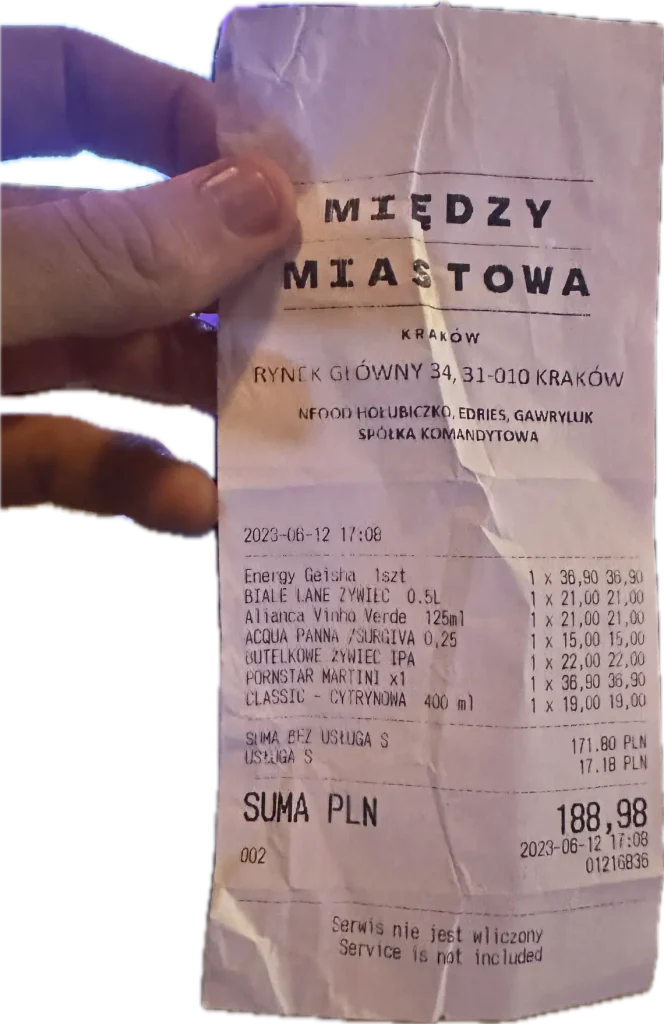 MIĘDZY
MIASTOWA
KRAKÓW
RYNEK GŁÓWNY 34, 31-010 KRAKÓW
NFOOD HOŁUBICZKO, EDRIES, GAWRYLUK
SPÓŁKA KOMANDYTOWA
2023-06-12 17:08
Energy Geisha 1szt 1 x 36,90 36,90
BIALE LANE ŻYWIEC 0.5L 1 x 21,00 21,00
Alianca Vinho Verde 125ml 1 x 21,00 21,00
ACQUA PANNA /SURGIVA 0,25 1 x 15,00 15,00
BUTELKOWE ŻYWIEC IPA 1 x 22,00 22,00
PORNSTAR MARTINI x1 1 x 36,90 36,90
CLASSIC - CYTRYNOWA 400 ml 1 x 19,00 19,00
SUMA BEZ USŁUGA S 171.80 PLN
USŁUGA S 17.18 PLN
SUMA PLN 188,98
2023-06-12 17:08
002 01216836
Serwis nie jest wliczony
Service is not included